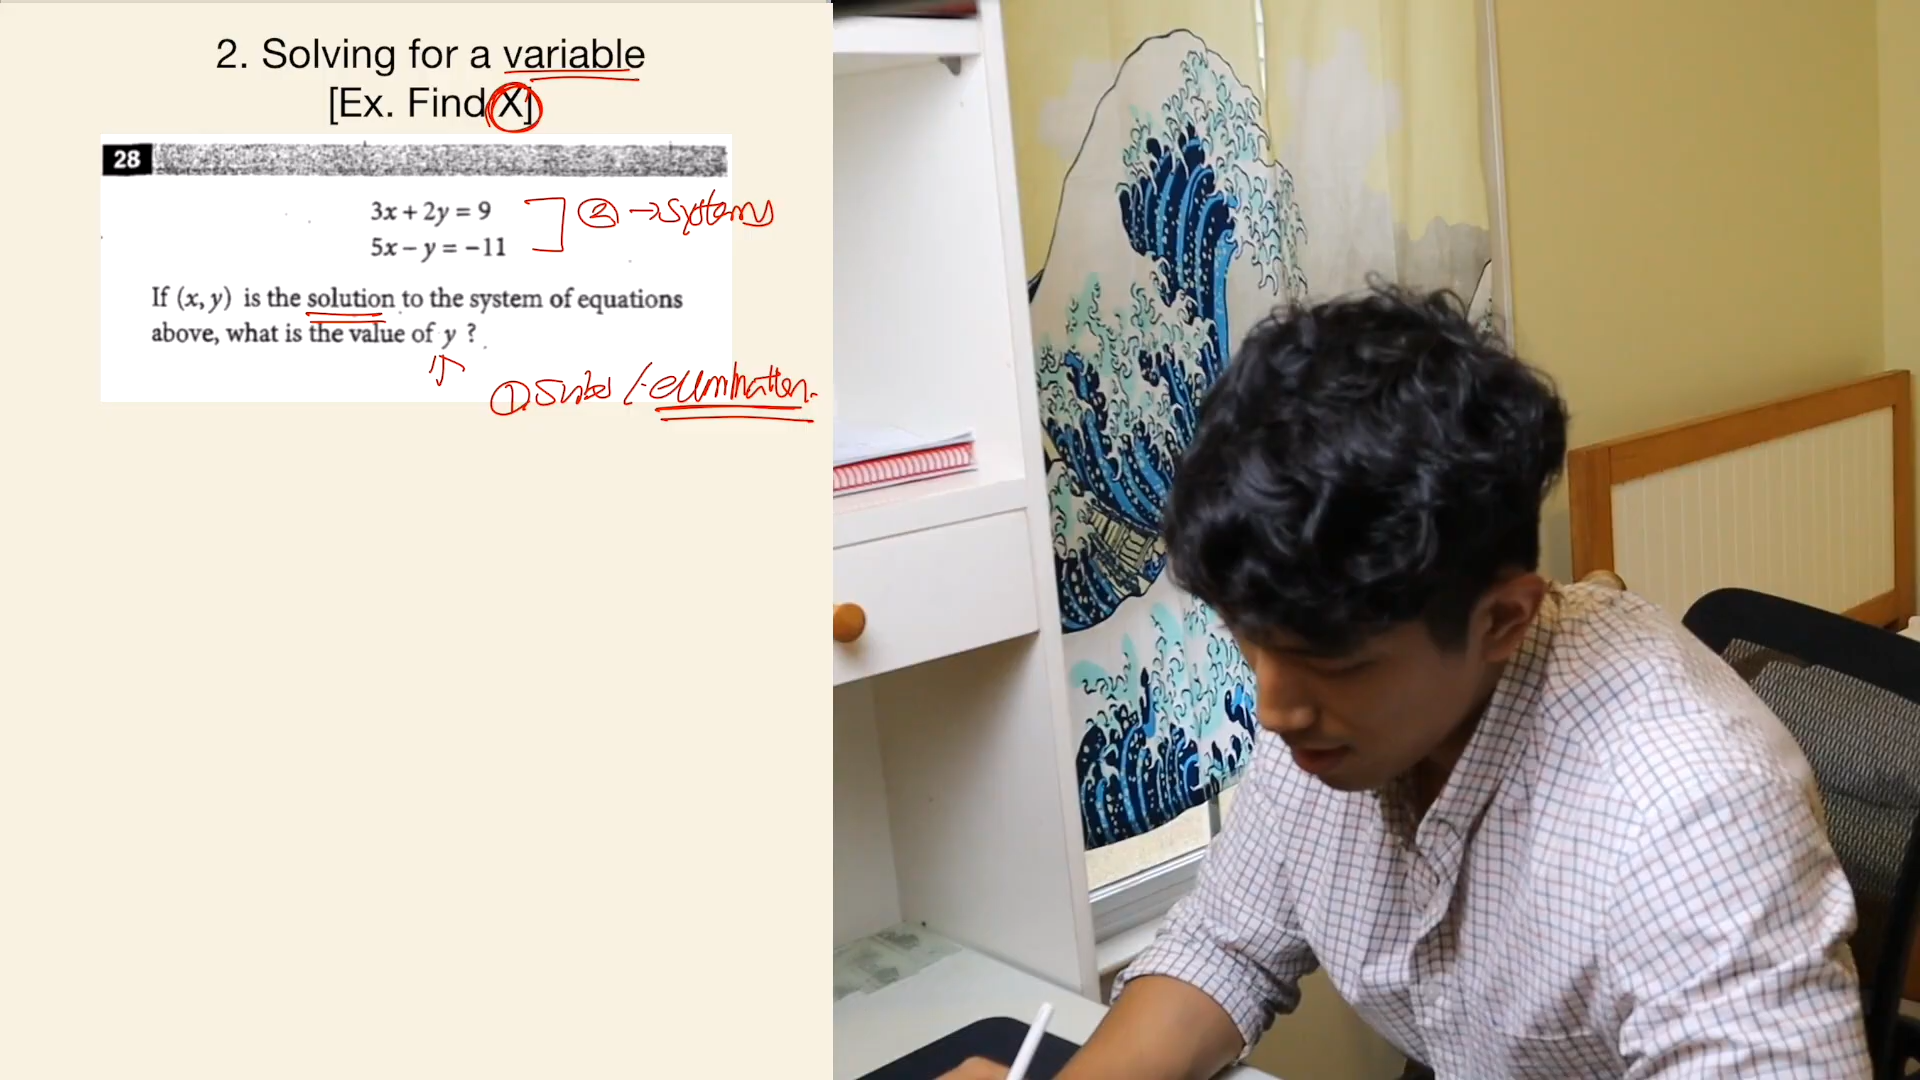 2. Solving for a variable
[Ex. Find X]
28
3x + 2y = 9
5x − y = −11
② → systems
If (x, y) is the solution to the system of equations
above, what is the value of y ?
① Subs / elimination.